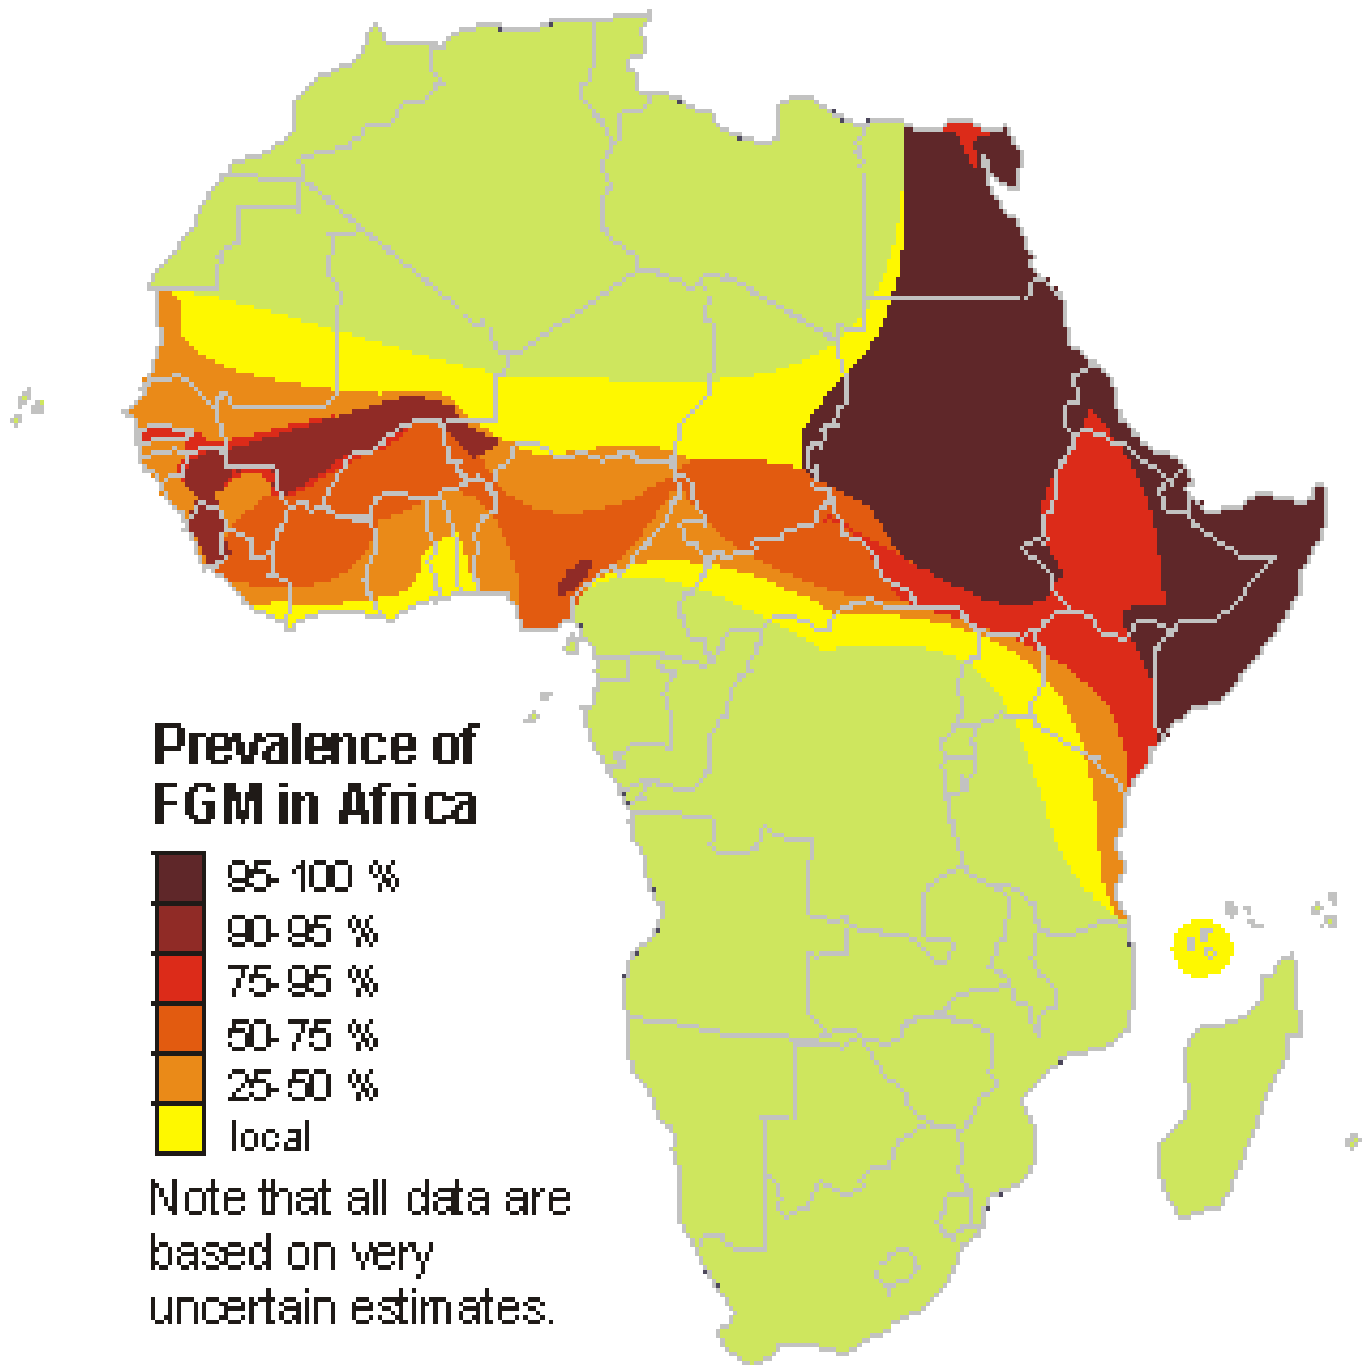 Prevalence of
FGM in Africa
95-100 %
90-95 %
75-95 %
50-75 %
25-50 %
local
Note that all data are
based on very
uncertain estimates.